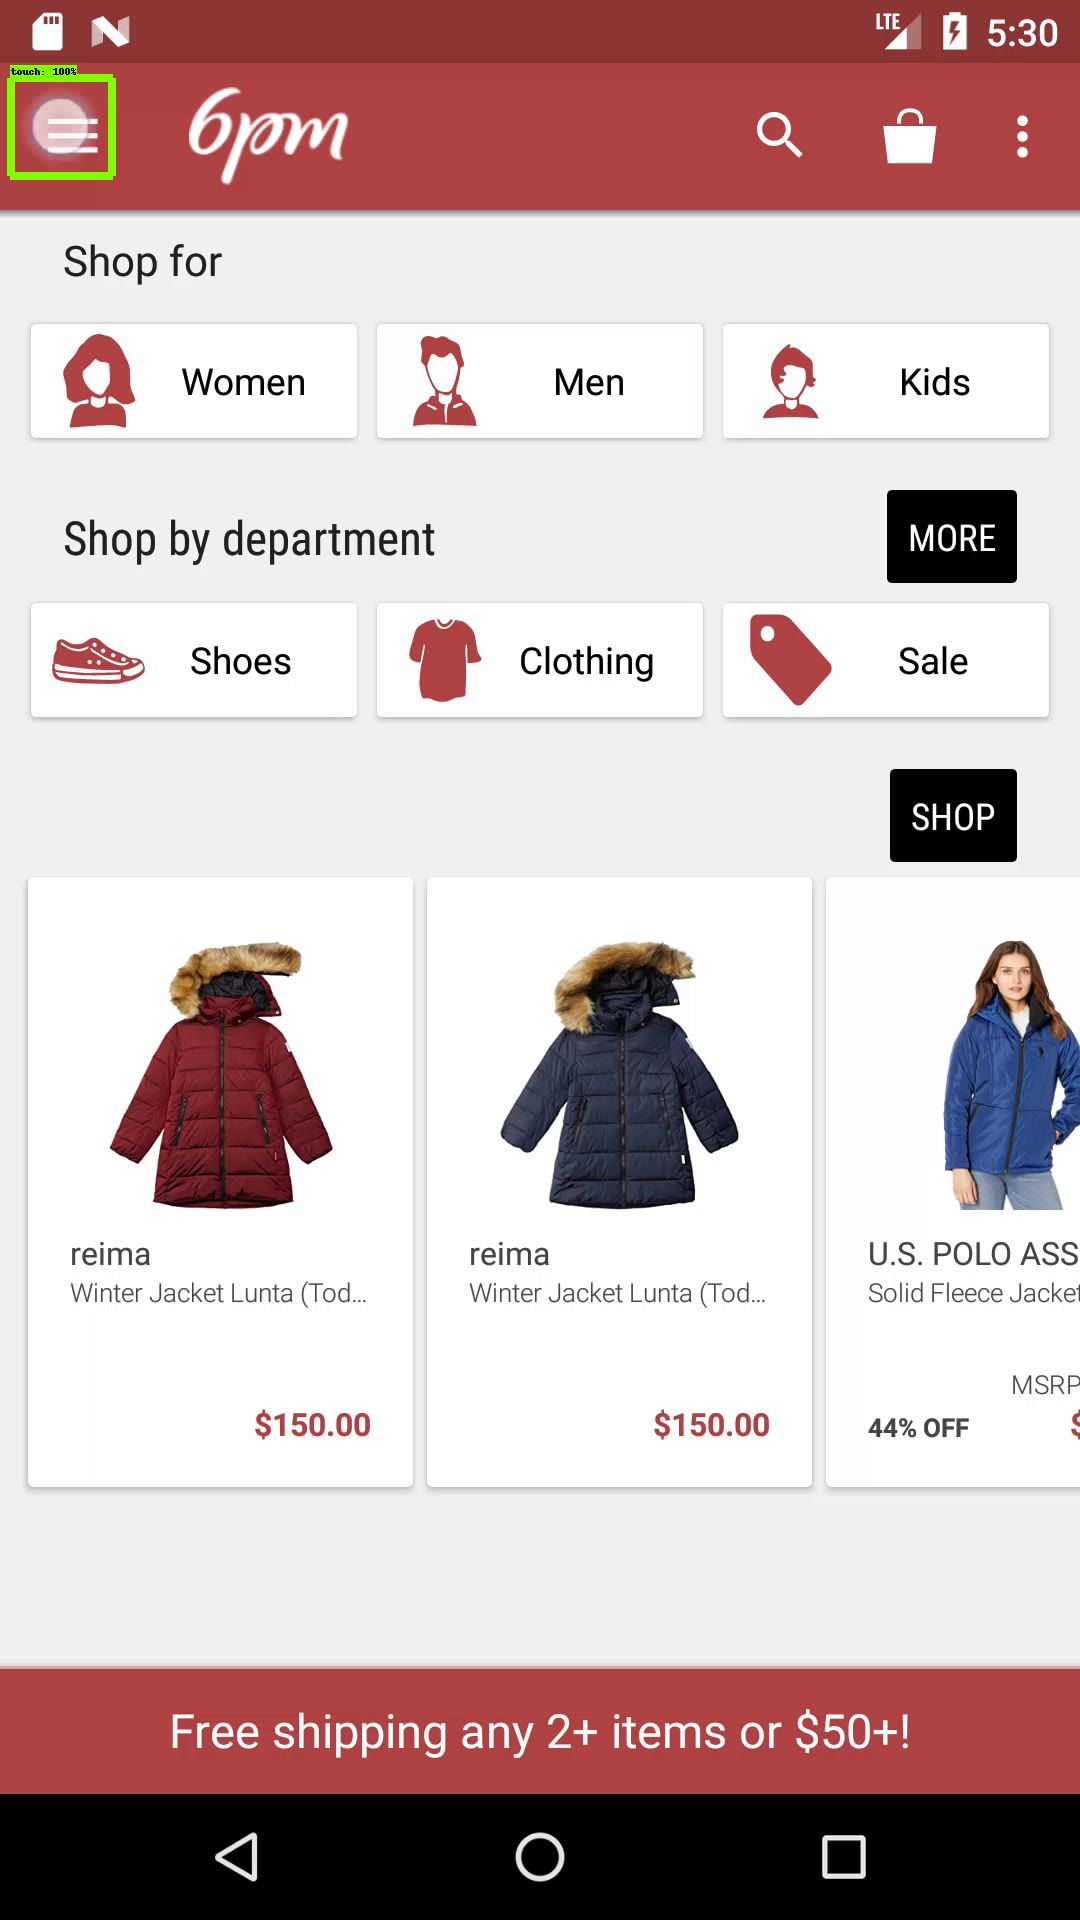 LTE
5:30
touch: 100%
6pm
Shop for
Women
Men
Kids
Shop by department
MORE
Shoes
Clothing
Sale
SHOP
reima
Winter Jacket Lunta (Tod...
$150.00
reima
Winter Jacket Lunta (Tod...
$150.00
U.S. POLO ASS
Solid Fleece Jacket
MSRP
44% OFF
$
Free shipping any 2+ items or $50+!